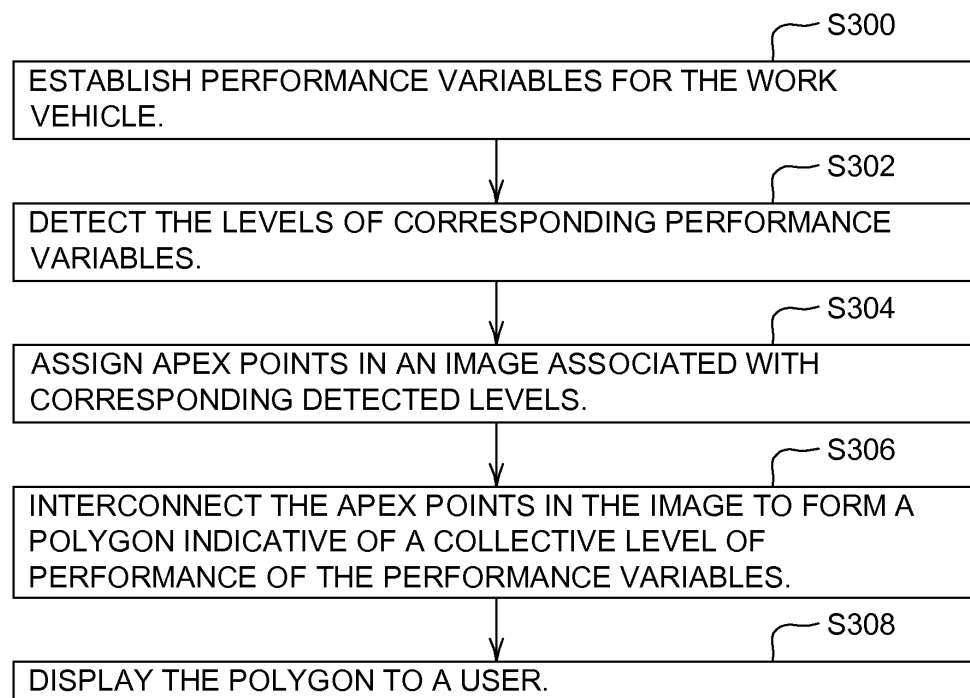 S300
ESTABLISH PERFORMANCE VARIABLES FOR THE WORK
VEHICLE.
S302
DETECT THE LEVELS OF CORRESPONDING PERFORMANCE
VARIABLES.
S304
ASSIGN APEX POINTS IN AN IMAGE ASSOCIATED WITH
CORRESPONDING DETECTED LEVELS.
S306
INTERCONNECT THE APEX POINTS IN THE IMAGE TO FORM A
POLYGON INDICATIVE OF A COLLECTIVE LEVEL OF
PERFORMANCE OF THE PERFORMANCE VARIABLES.
S308
DISPLAY THE POLYGON TO A USER.